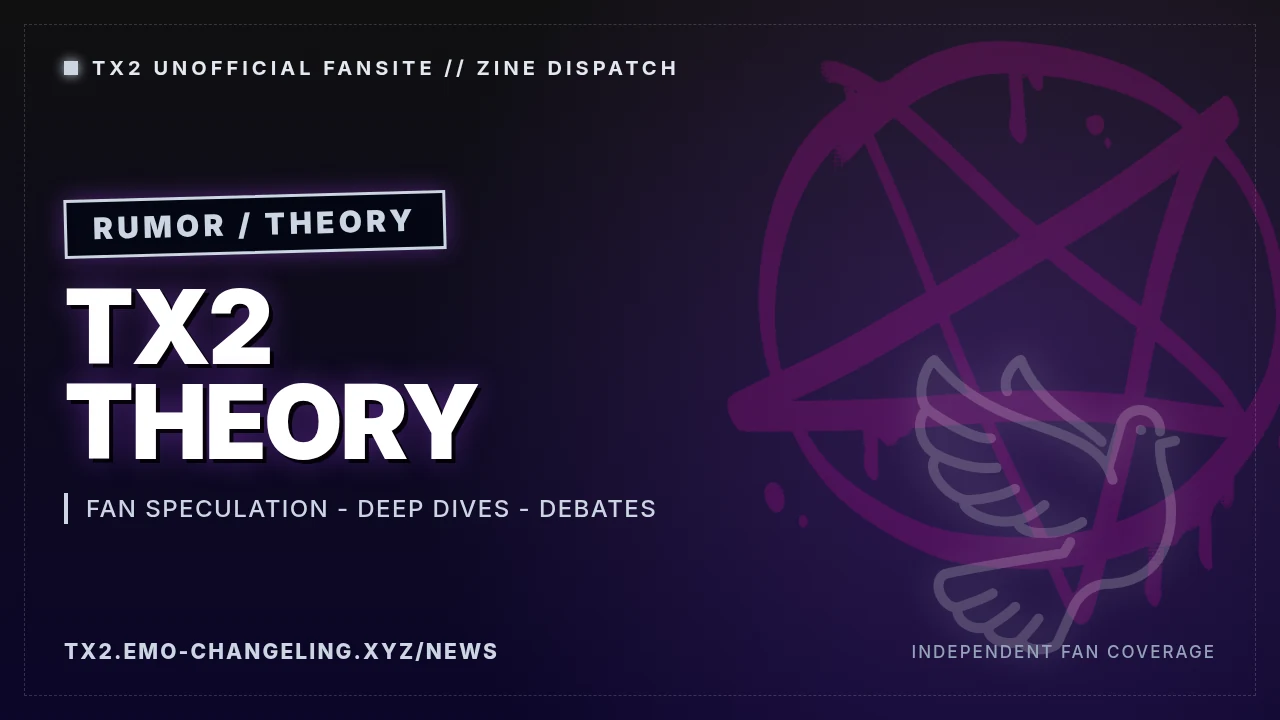 TX2 UNOFFICIAL FANSITE // ZINE DISPATCH
RUMOR / THEORY
TX2
THEORY
FAN SPECULATION - DEEP DIVES - DEBATES
TX2.EMO-CHANGELING.XYZ/NEWS
INDEPENDENT FAN COVERAGE